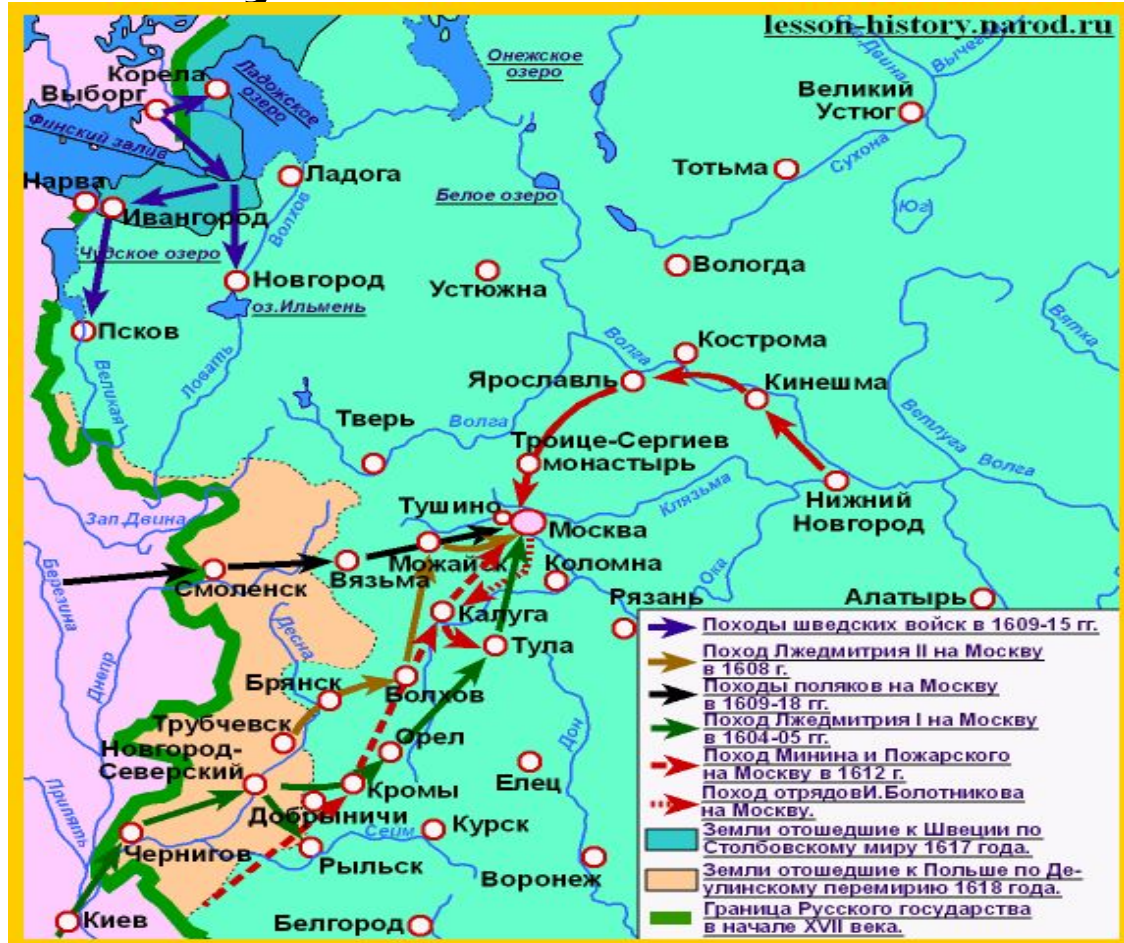 lesson-history.narod.ru
Онежское
озеро
Корела
Выборг
Ладожское
озеро
Финский залив
Вычегда
Великий
Устюг
Тотьма
Сухона
Юг
Нарва
Ивангород
Ладога
Волхов
Белое озеро
Чудское озеро
Новгород
оз.Ильмень
Устюжна
Вологда
Псков
Великая
Ловать
Волга
Кострома
Вятка
Ярославль
Кинешма
Ветлуга
Волга
Тверь
Волга
Троице-Сергиев
монастырь
Нижний
Новгород
Клязьма
Тушино
Москва
Зап.Двина
Можайск
Коломна
Вязьма
Смоленск
Березина
Ока
Рязань
Алатырь
Калуга
Тула
Днепр
Десна
Брянск
Болхов
Трубчевск
Новгород-
Северский
Орел
Дон
Елец
Кромы
Добрыничи
Припять
Чернигов
Сейм
Курск
Рыльск
Воронеж
Киев
Белгород
Походы шведских войск в 1609-15 гг.
Поход Лжедмитрия II на Москву
в 1608 г.
Походы поляков на Москву
в 1609-18 гг.
Поход Лжедмитрия I на Москву
в 1604-05 гг.
Поход Минина и Пожарского
на Москву в 1612 г.
Поход отрядовИ.Болотникова
на Москву.
Земли отошедшие к Швеции по
Столбовскому миру 1617 года.
Земли отошедшие к Польше по Де-
улинскому перемирию 1618 года.
Граница Русского государства
в начале XVII века.